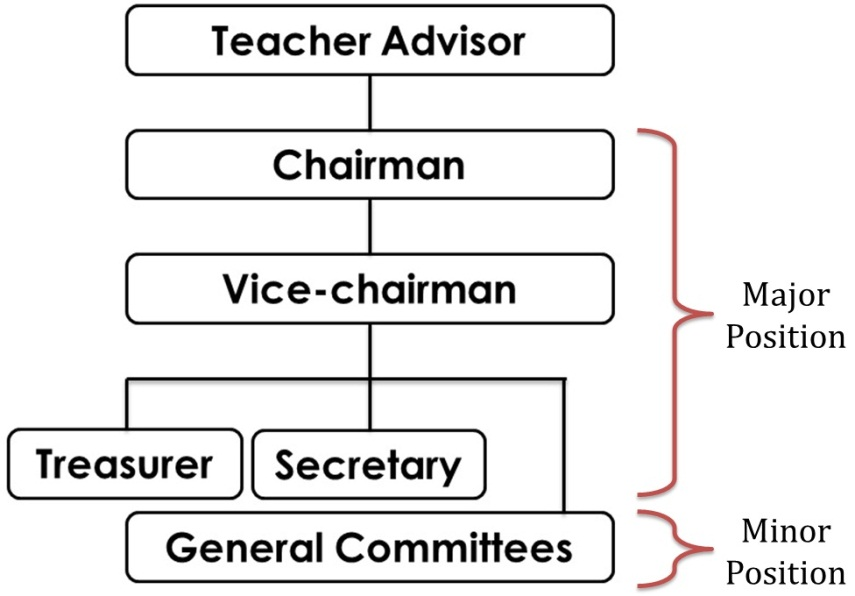 Teacher Advisor
Chairman
Vice-chairman
Major
Position
Treasurer
Secretary
General Committees
Minor
Position